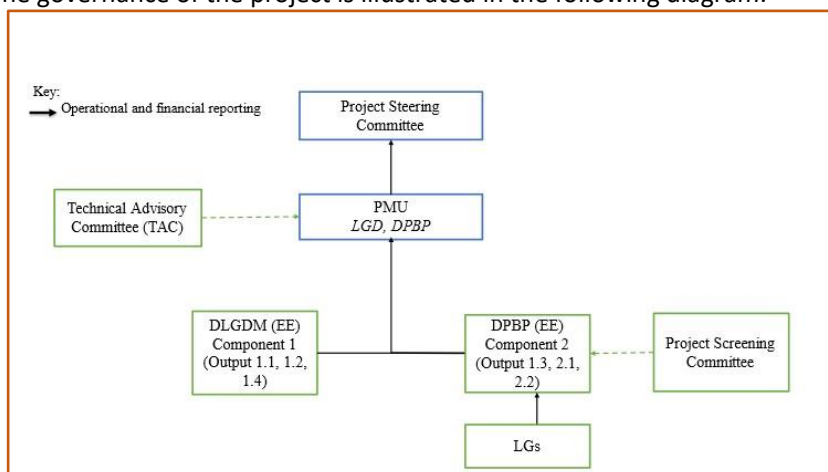 ne governance of the project is illustrated in the following diagram:
Key:
Operational and financial reporting
Project Steering
Committee
Technical Advisory
Committee (TAC)
PMU
LGD, DPBP
DLGDM (EE)
Component 1
(Output 1.1, 1.2,
1.4)
DPBP (EE)
Component 2
(Output 1.3, 2.1,
2.2)
Project Screening
Committee
LGs